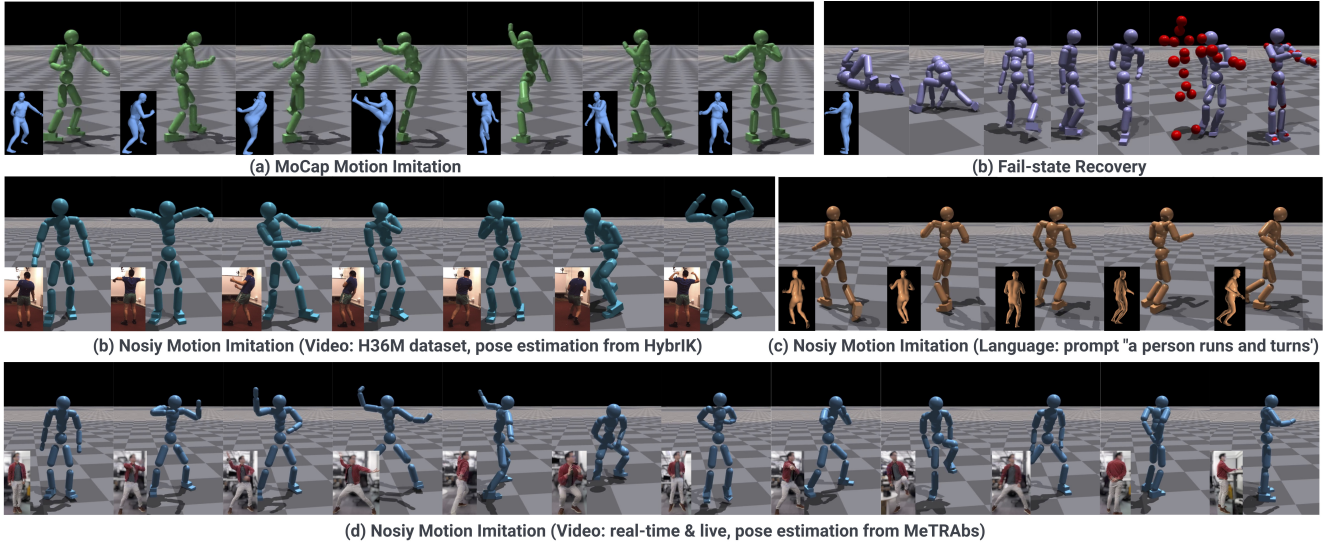 (a) MoCap Motion Imitation
(b) Fail-state Recovery
(b) Nosiy Motion Imitation (Video: H36M dataset, pose estimation from HybrIK)
(c) Nosiy Motion Imitation (Language: prompt "a person runs and turns')
(d) Nosiy Motion Imitation (Video: real-time & live, pose estimation from MeTRAbs)